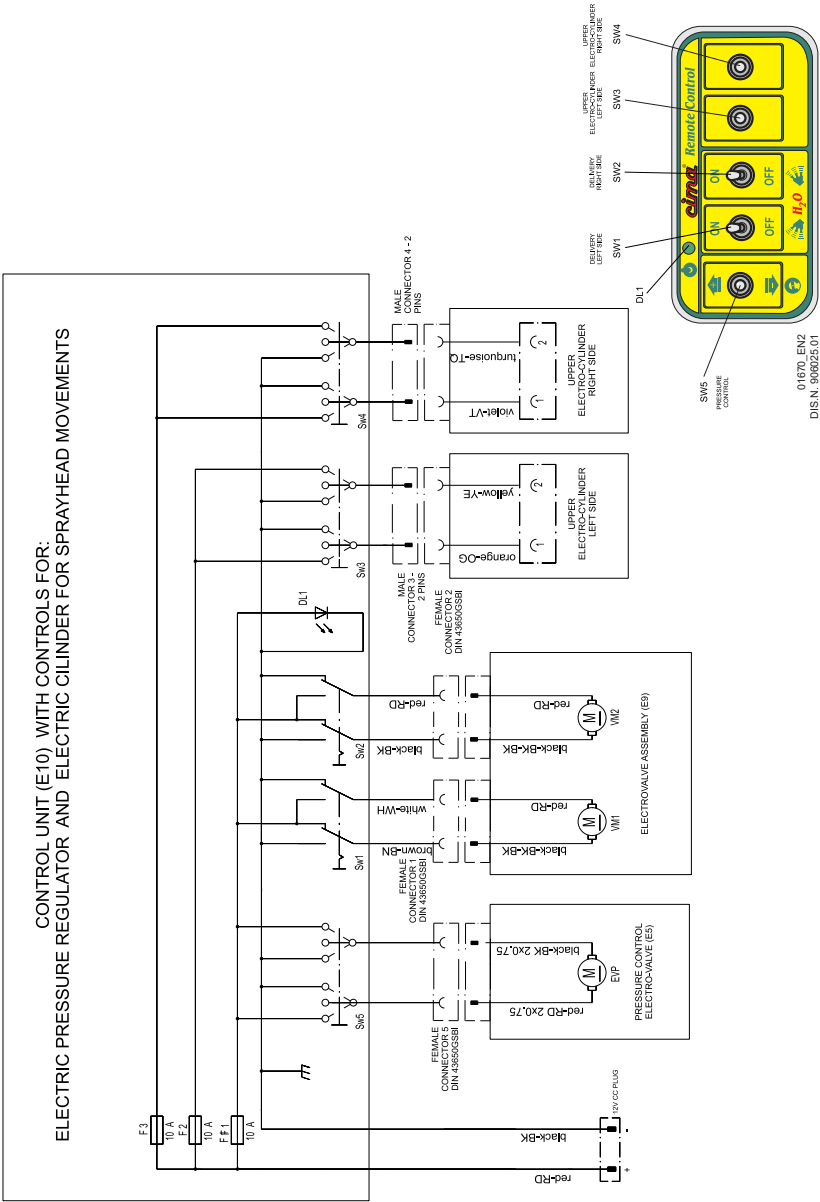 CONTROL UNIT (E10) WITH CONTROLS FOR:
ELECTRIC PRESSURE REGULATOR AND ELECTRIC CILINDER FOR SPRAYHEAD MOVEMENTS
F 3
10 A
F 2
10 A
F F 1
10 A
Sw5
Sw1
Sw2
DL1
Sw3
Sw4
FEMALE
CONNECTOR 5
DIN 43650GSBI
FEMALE
CONNECTOR 1
DIN 43650GSBI
FEMALE
CONNECTOR 2
DIN 43650GSBI
MALE
CONNECTOR 3 -
2 PINS
MALE
CONNECTOR 4 - 2
PINS
brown-BN
white-WH
black-BK
red-RD
orange-OG
yellow-YE
violet-VT
turquoise-TQ
red-RD
black-BK
+
-
12V CC PLUG
red-RD 2x0.75
black-BK 2x0.75
M
EVP
PRESSURE CONTROL
ELECTRO-VALVE (E5)
black-BK-BK
red-RD
M
VM1
black-BK-BK
red-RD
M
VM2
ELECTROVALVE ASSEMBLY (E9)
1
2
UPPER
ELECTRO-CYLINDER
LEFT SIDE
1
2
UPPER
ELECTRO-CYLINDER
RIGHT SIDE
SW5
PRESSURE
CONTROL
DL1
DELIVERY
LEFT SIDE
SW1
DELIVERY
RIGHT SIDE
SW2
UPPER
ELECTRO-CYLINDER
LEFT SIDE
SW3
UPPER
ELECTRO-CYLINDER
RIGHT SIDE
SW4
cima® Remote Control
ON
ON
OFF
OFF
H2O
01670_EN2
DIS.N. 906025.01